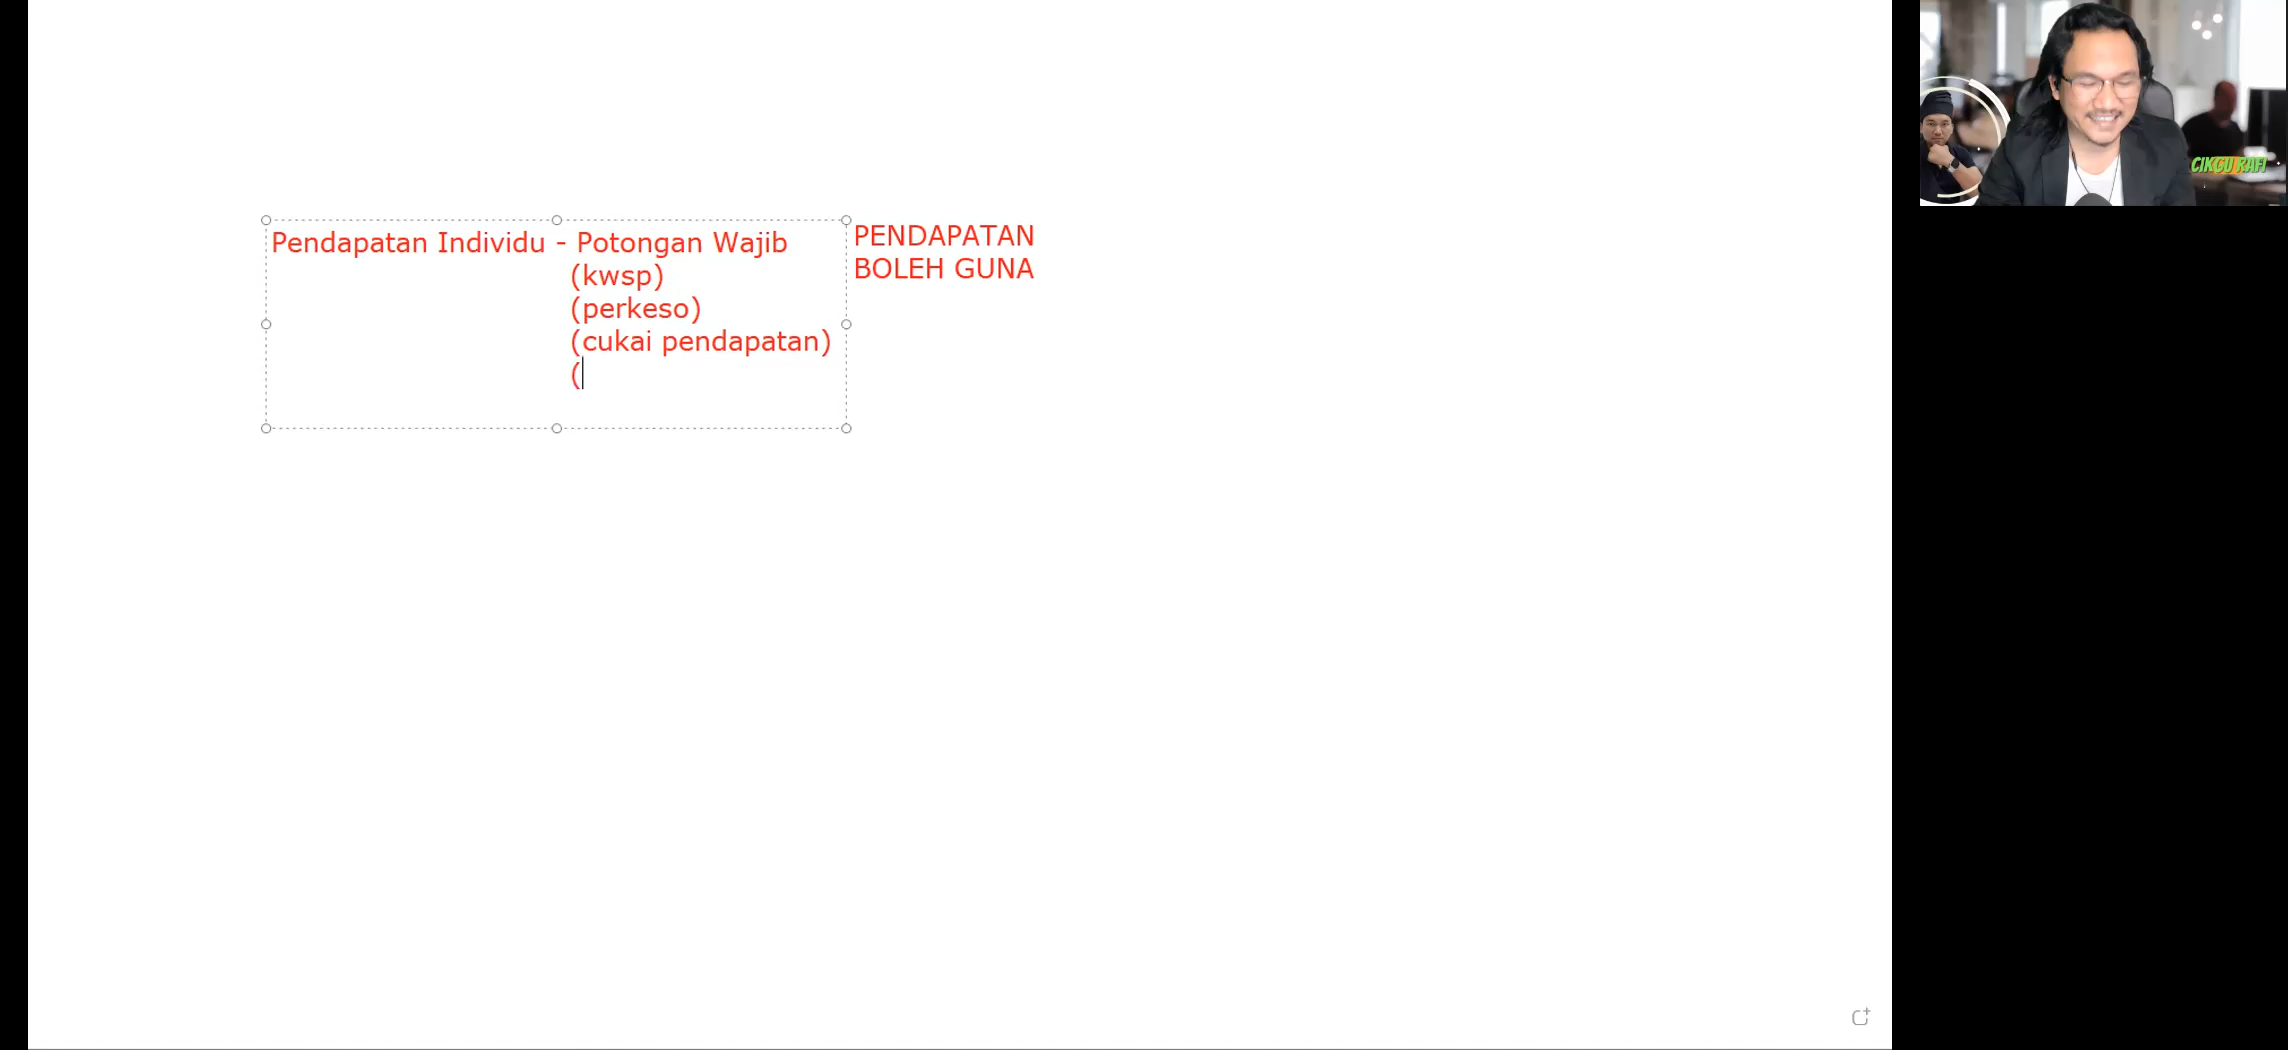 Pendapatan Individu - Potongan Wajib
(kwsp)
(perkeso)
(cukai pendapatan)
(
PENDAPATAN
BOLEH GUNA
CIKGU RAFI